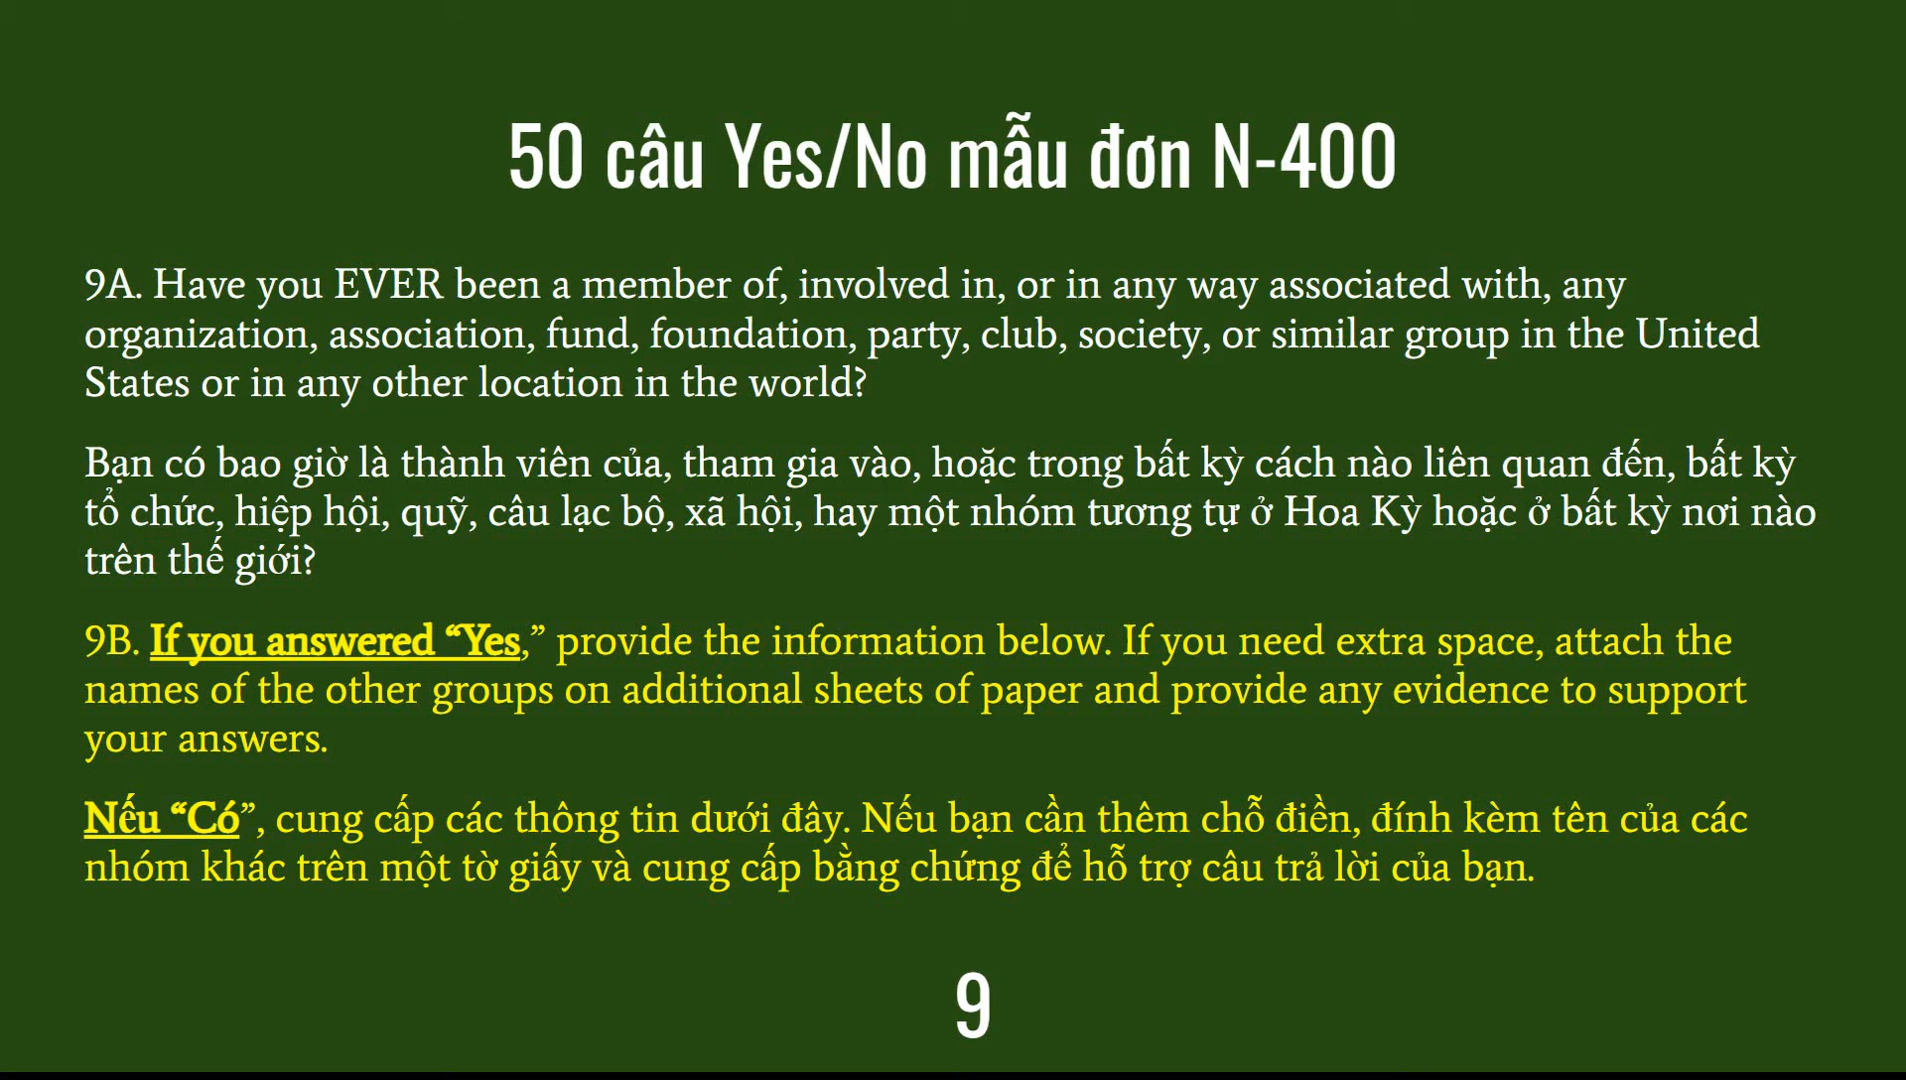 50 câu Yes/No mẫu đơn N-400
9A. Have you EVER been a member of, involved in, or in any way associated with, any
organization, association, fund, foundation, party, club, society, or similar group in the United
States or in any other location in the world?
Bạn có bao giờ là thành viên của, tham gia vào, hoặc trong bất kỳ cách nào liên quan đến, bất kỳ
tổ chức, hiệp hội, quỹ, câu lạc bộ, xã hội, hay một nhóm tương tự ở Hoa Kỳ hoặc ở bất kỳ nơi nào
trên thế giới?
9B. If you answered “Yes,” provide the information below. If you need extra space, attach the
names of the other groups on additional sheets of paper and provide any evidence to support
your answers.
Nếu “Có”, cung cấp các thông tin dưới đây. Nếu bạn cần thêm chỗ điền, đính kèm tên của các
nhóm khác trên một tờ giấy và cung cấp bằng chứng để hỗ trợ câu trả lời của bạn.
9